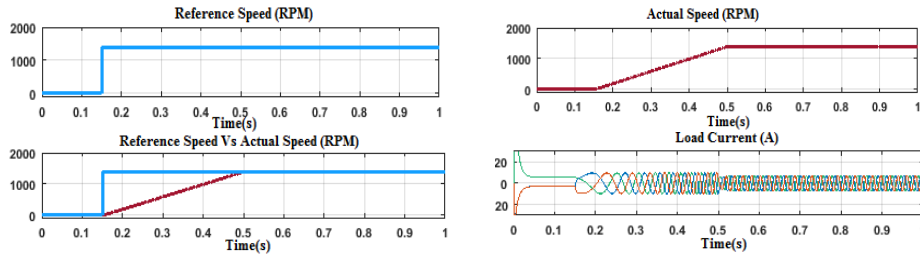 Reference Speed (RPM)
2000
1000
0
0 0.1 0.2 0.3 0.4 0.5 0.6 0.7 0.8 0.9 1
Time(s)
Actual Speed (RPM)
2000
1000
0
0 0.1 0.2 0.3 0.4 0.5 0.6 0.7 0.8 0.9 1
Time(s)
Reference Speed Vs Actual Speed (RPM)
2000
1000
0
0 0.1 0.2 0.3 0.4 0.5 0.6 0.7 0.8 0.9 1
Time(s)
Load Current (A)
20
0
20
0 0.1 0.2 0.3 0.4 0.5 0.6 0.7 0.8 0.9 1
Time(s)